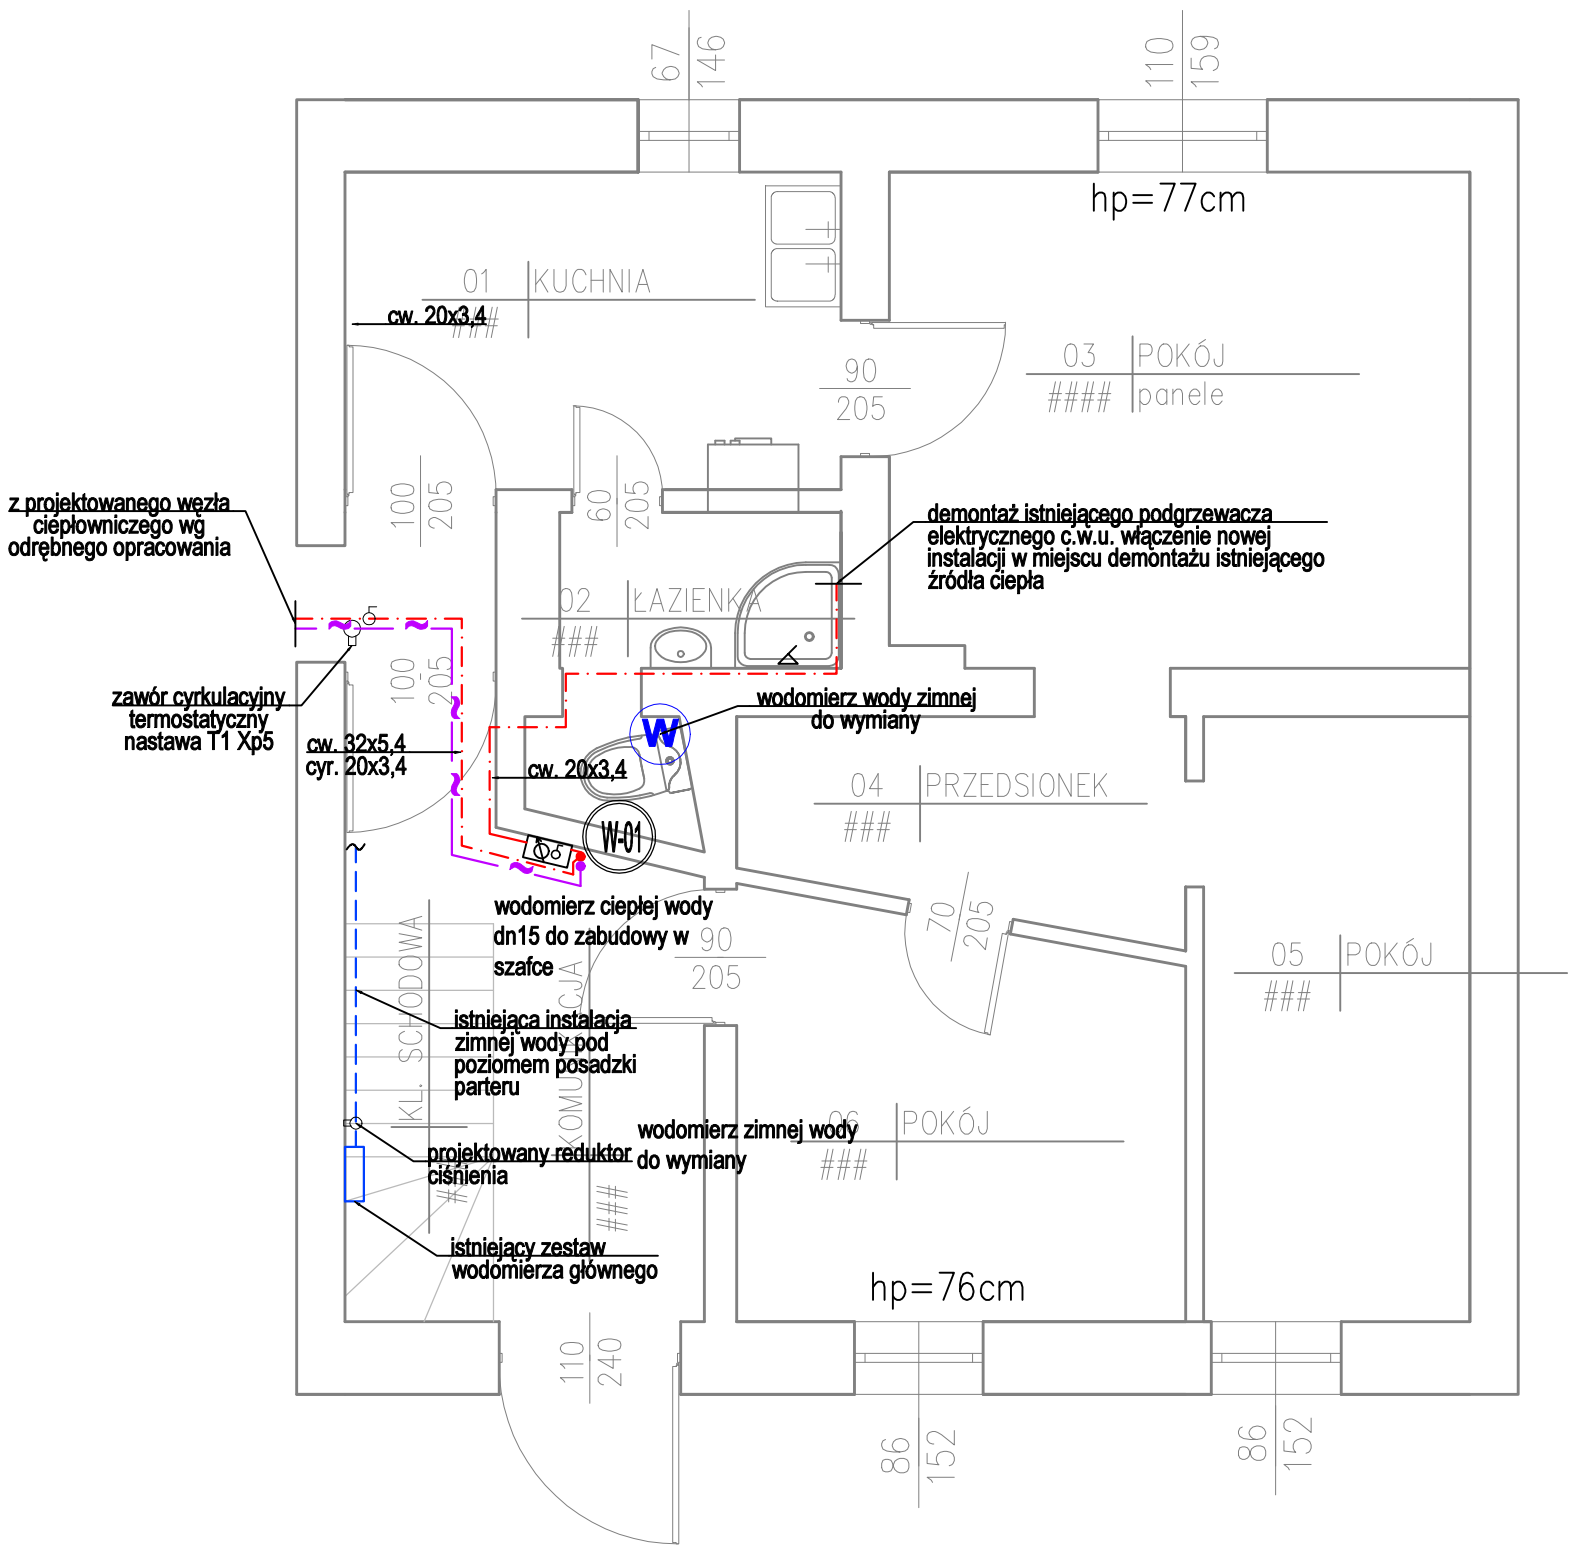 67
146
110
159
hp=77cm
01 KUCHNIA
###
cw. 20x3,4
03 POKÓJ
#### panele
90
205
100
205
60
205
z projektowanego węzła
ciepłowniczego wg
odrębnego opracowania
demontaż istniejącego podgrzewacza
elektrycznego c.w.u. włączenie nowej
instalacji w miejscu demontażu istniejącego
źródła ciepła
02 ŁAZIENKA
###
100
205
zawór cyrkulacyjny
termostatyczny
nastawa T1 Xp5
wodomierz wody zimnej
do wymiany
W
cw. 32x5,4
cyr. 20x3,4
cw. 20x3,4
04 PRZEDSIONEK
###
W-01
wodomierz ciepłej wody
dn15 do zabudowy w
szafce
90
205
70
205
05 POKÓJ
###
KL. SCHODOWA
KOMUNIKACJA
###
istniejąca instalacja
zimnej wody pod
poziomem posadzki
parteru
06 POKÓJ
###
wodomierz zimnej wody
do wymiany
projektowany reduktor
ciśnienia
istniejący zestaw
wodomierza głównego
hp=76cm
110
240
86
152
86
152